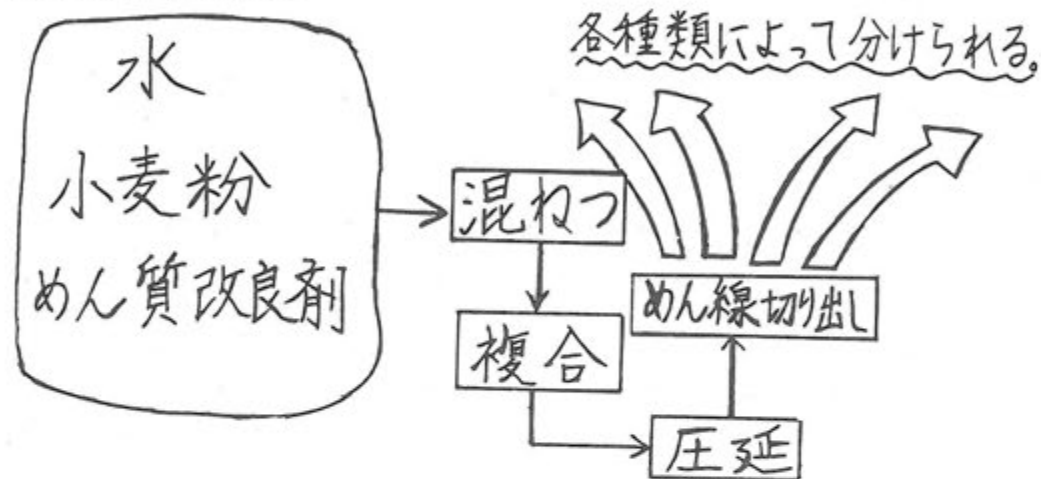 水
小麦粉
めん質改良剤
混ねつ
複合
圧延
めん線切り出し
各種類によって分けられる。